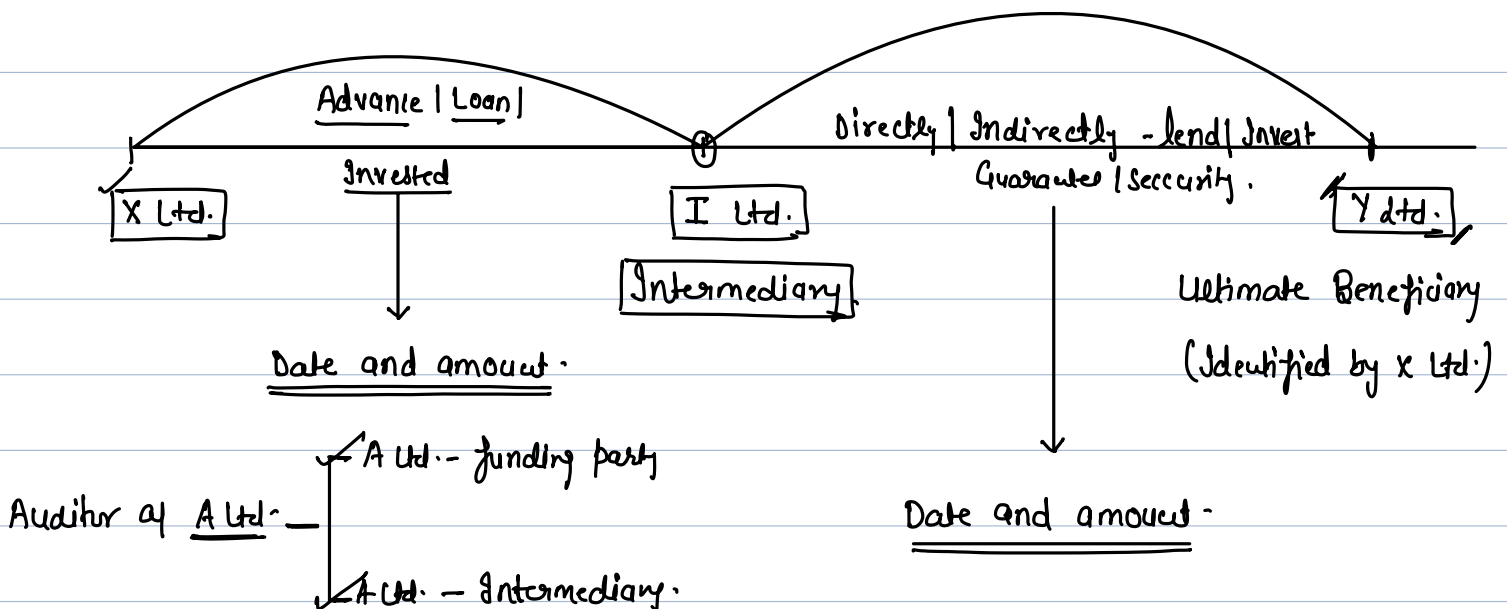 Advance | Loan |
Directly | Indirectly - lend | Invest
Invested
Guarantee | Seccurity.
X Ltd.
I Ltd.
Y Ltd.
Intermediary
Ultimate Beneficiary
Date and amount.
(Identified by X Ltd.)
A Ltd. - funding party
Auditor of A Ltd. -
Date and amount.
A Ltd. - Intermediary.